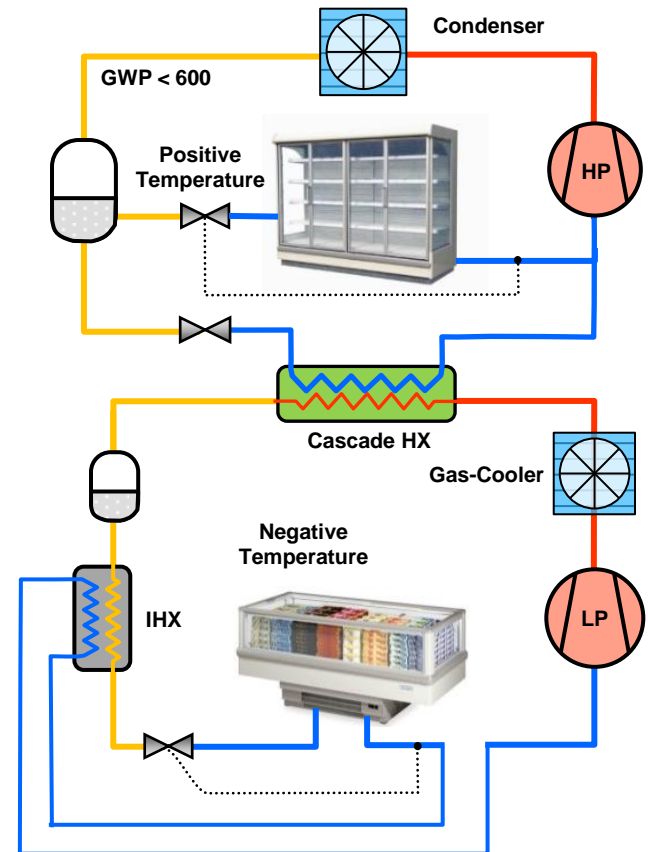 Condenser
GWP < 600
HP
Positive
Temperature
Cascade HX
Gas-Cooler
Negative
Temperature
IHX
LP